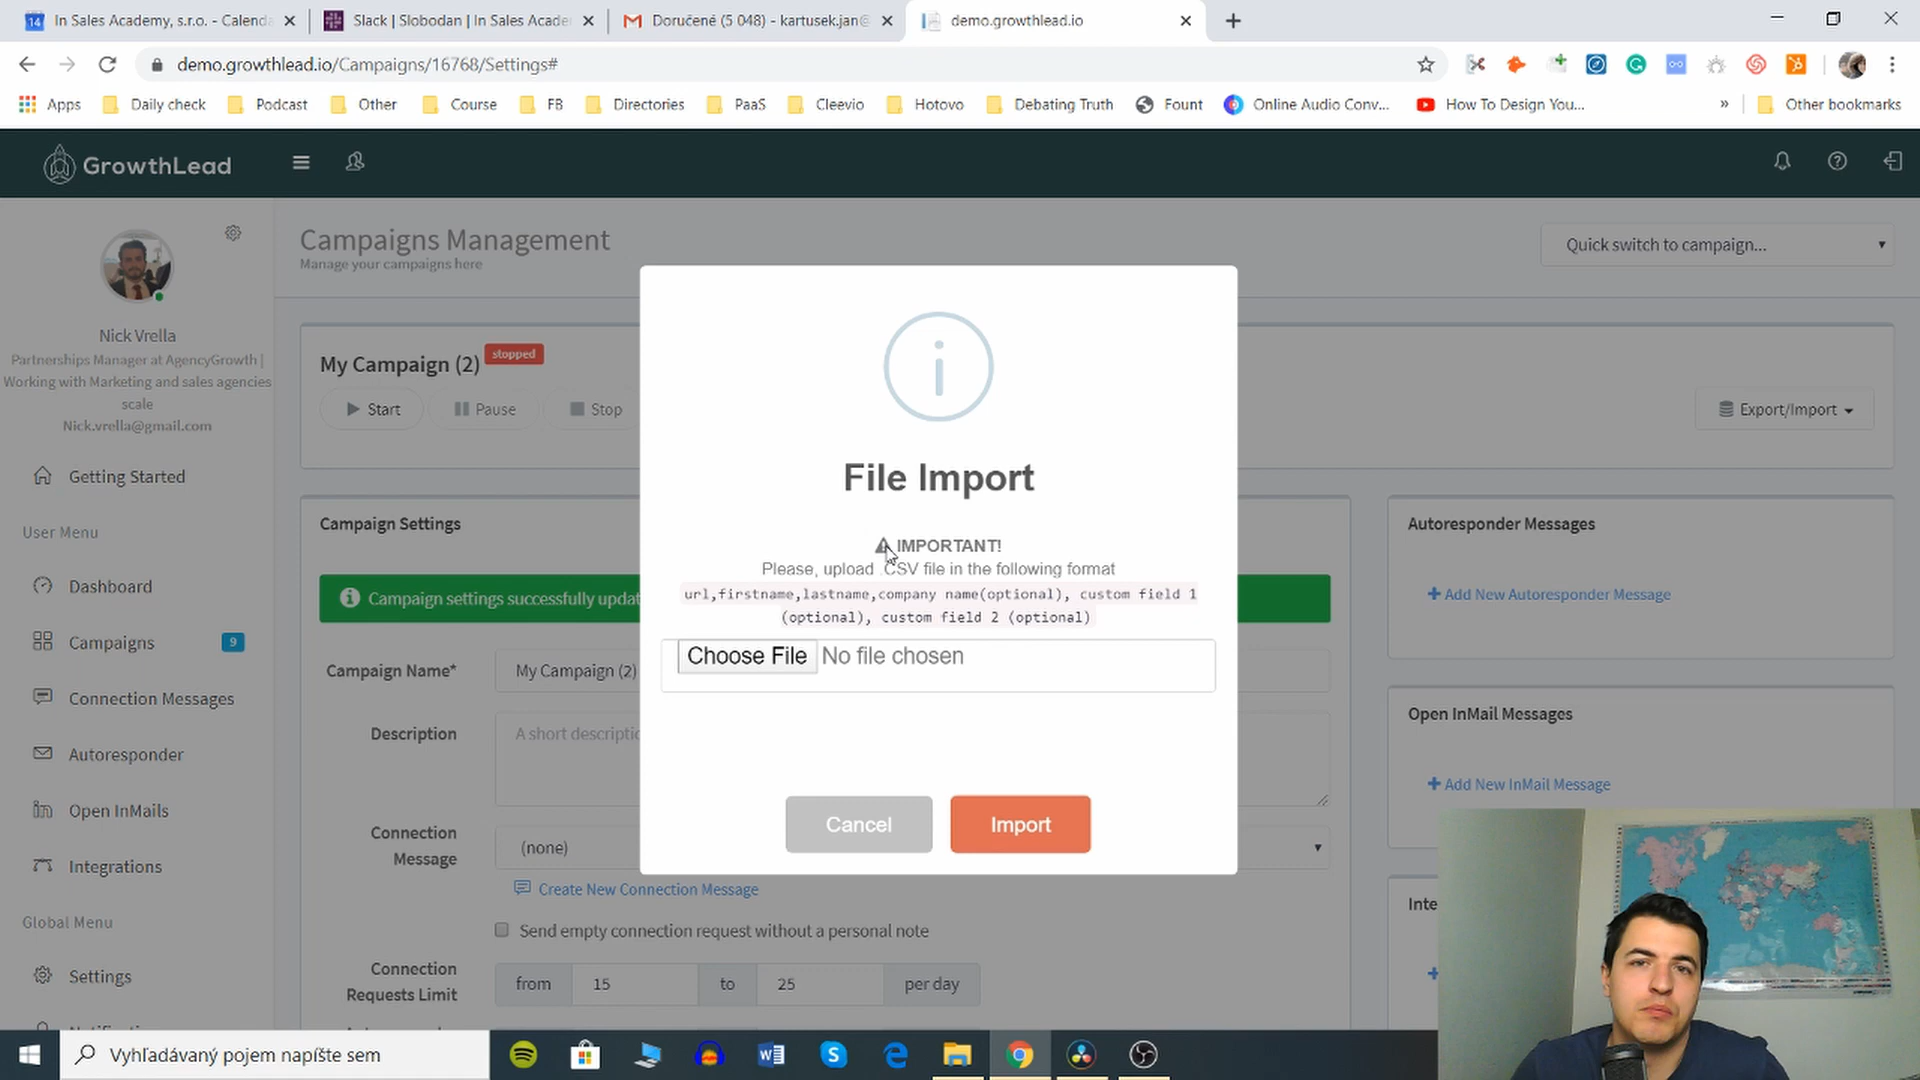 In Sales Academy, s.r.o. - Calend
Slack | Slobodan | In Sales Acade
Doručené (5 048) - kartusek.jan@
demo.growthlead.io
demo.growthlead.io/Campaigns/16768/Settings#
Apps
Daily check
Podcast
Other
Course
FB
Directories
PaaS
Cleevio
Hotovo
Debating Truth
Fount
Online Audio Conv...
How To Design You...
»
Other bookmarks
GrowthLead
Nick Vrella
Partnerships Manager at AgencyGrowth |
Working with Marketing and sales agencies
scale
Nick.vrella@gmail.com
Getting Started
User Menu
Dashboard
Campaigns
9
Connection Messages
Autoresponder
Open InMails
Integrations
Global Menu
Settings
Campaigns Management
Manage your campaigns here
Quick switch to campaign...
My Campaign (2)
stopped
Start
Pause
Stop
Export/Import
Campaign Settings
Campaign settings successfully updat
Campaign Name*
My Campaign (2)
Description
A short descriptio
Connection
Message
(none)
Create New Connection Message
Send empty connection request without a personal note
Connection
Requests Limit
from
15
to
25
per day
File Import
IMPORTANT!
Please, upload .CSV file in the following format
url,firstname,lastname,company name(optional), custom field 1
(optional), custom field 2 (optional)
Choose File
No file chosen
Cancel
Import
Autoresponder Messages
Add New Autoresponder Message
Open InMail Messages
Add New InMail Message
Inte
Vyhľadávaný pojem napíšte sem